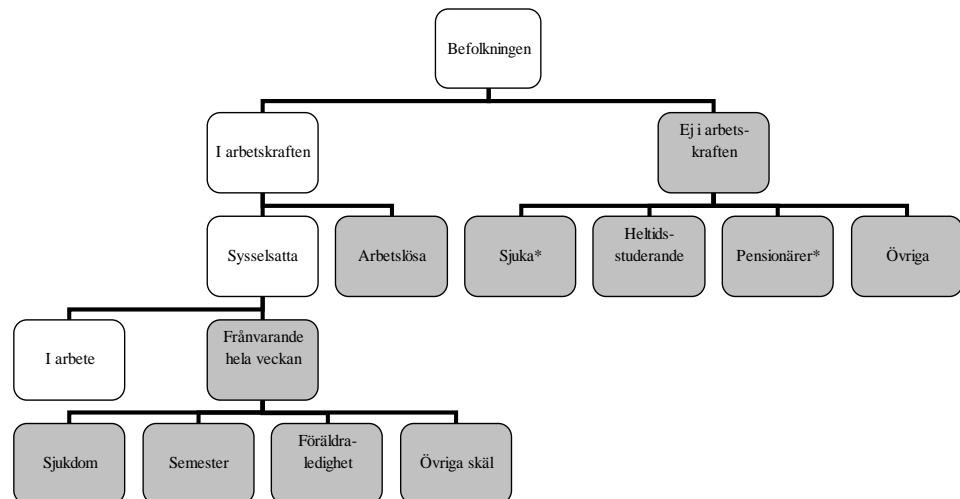 Befolkningen
I arbetskraften
Ej i arbets-
kraften
Sysselsatta
Arbetslösa
Sjuka*
Heltids-
studerande
Pensionärer*
Övriga
I arbete
Frånvarande
hela veckan
Sjukdom
Semester
Föräldra-
ledighet
Övriga skäl